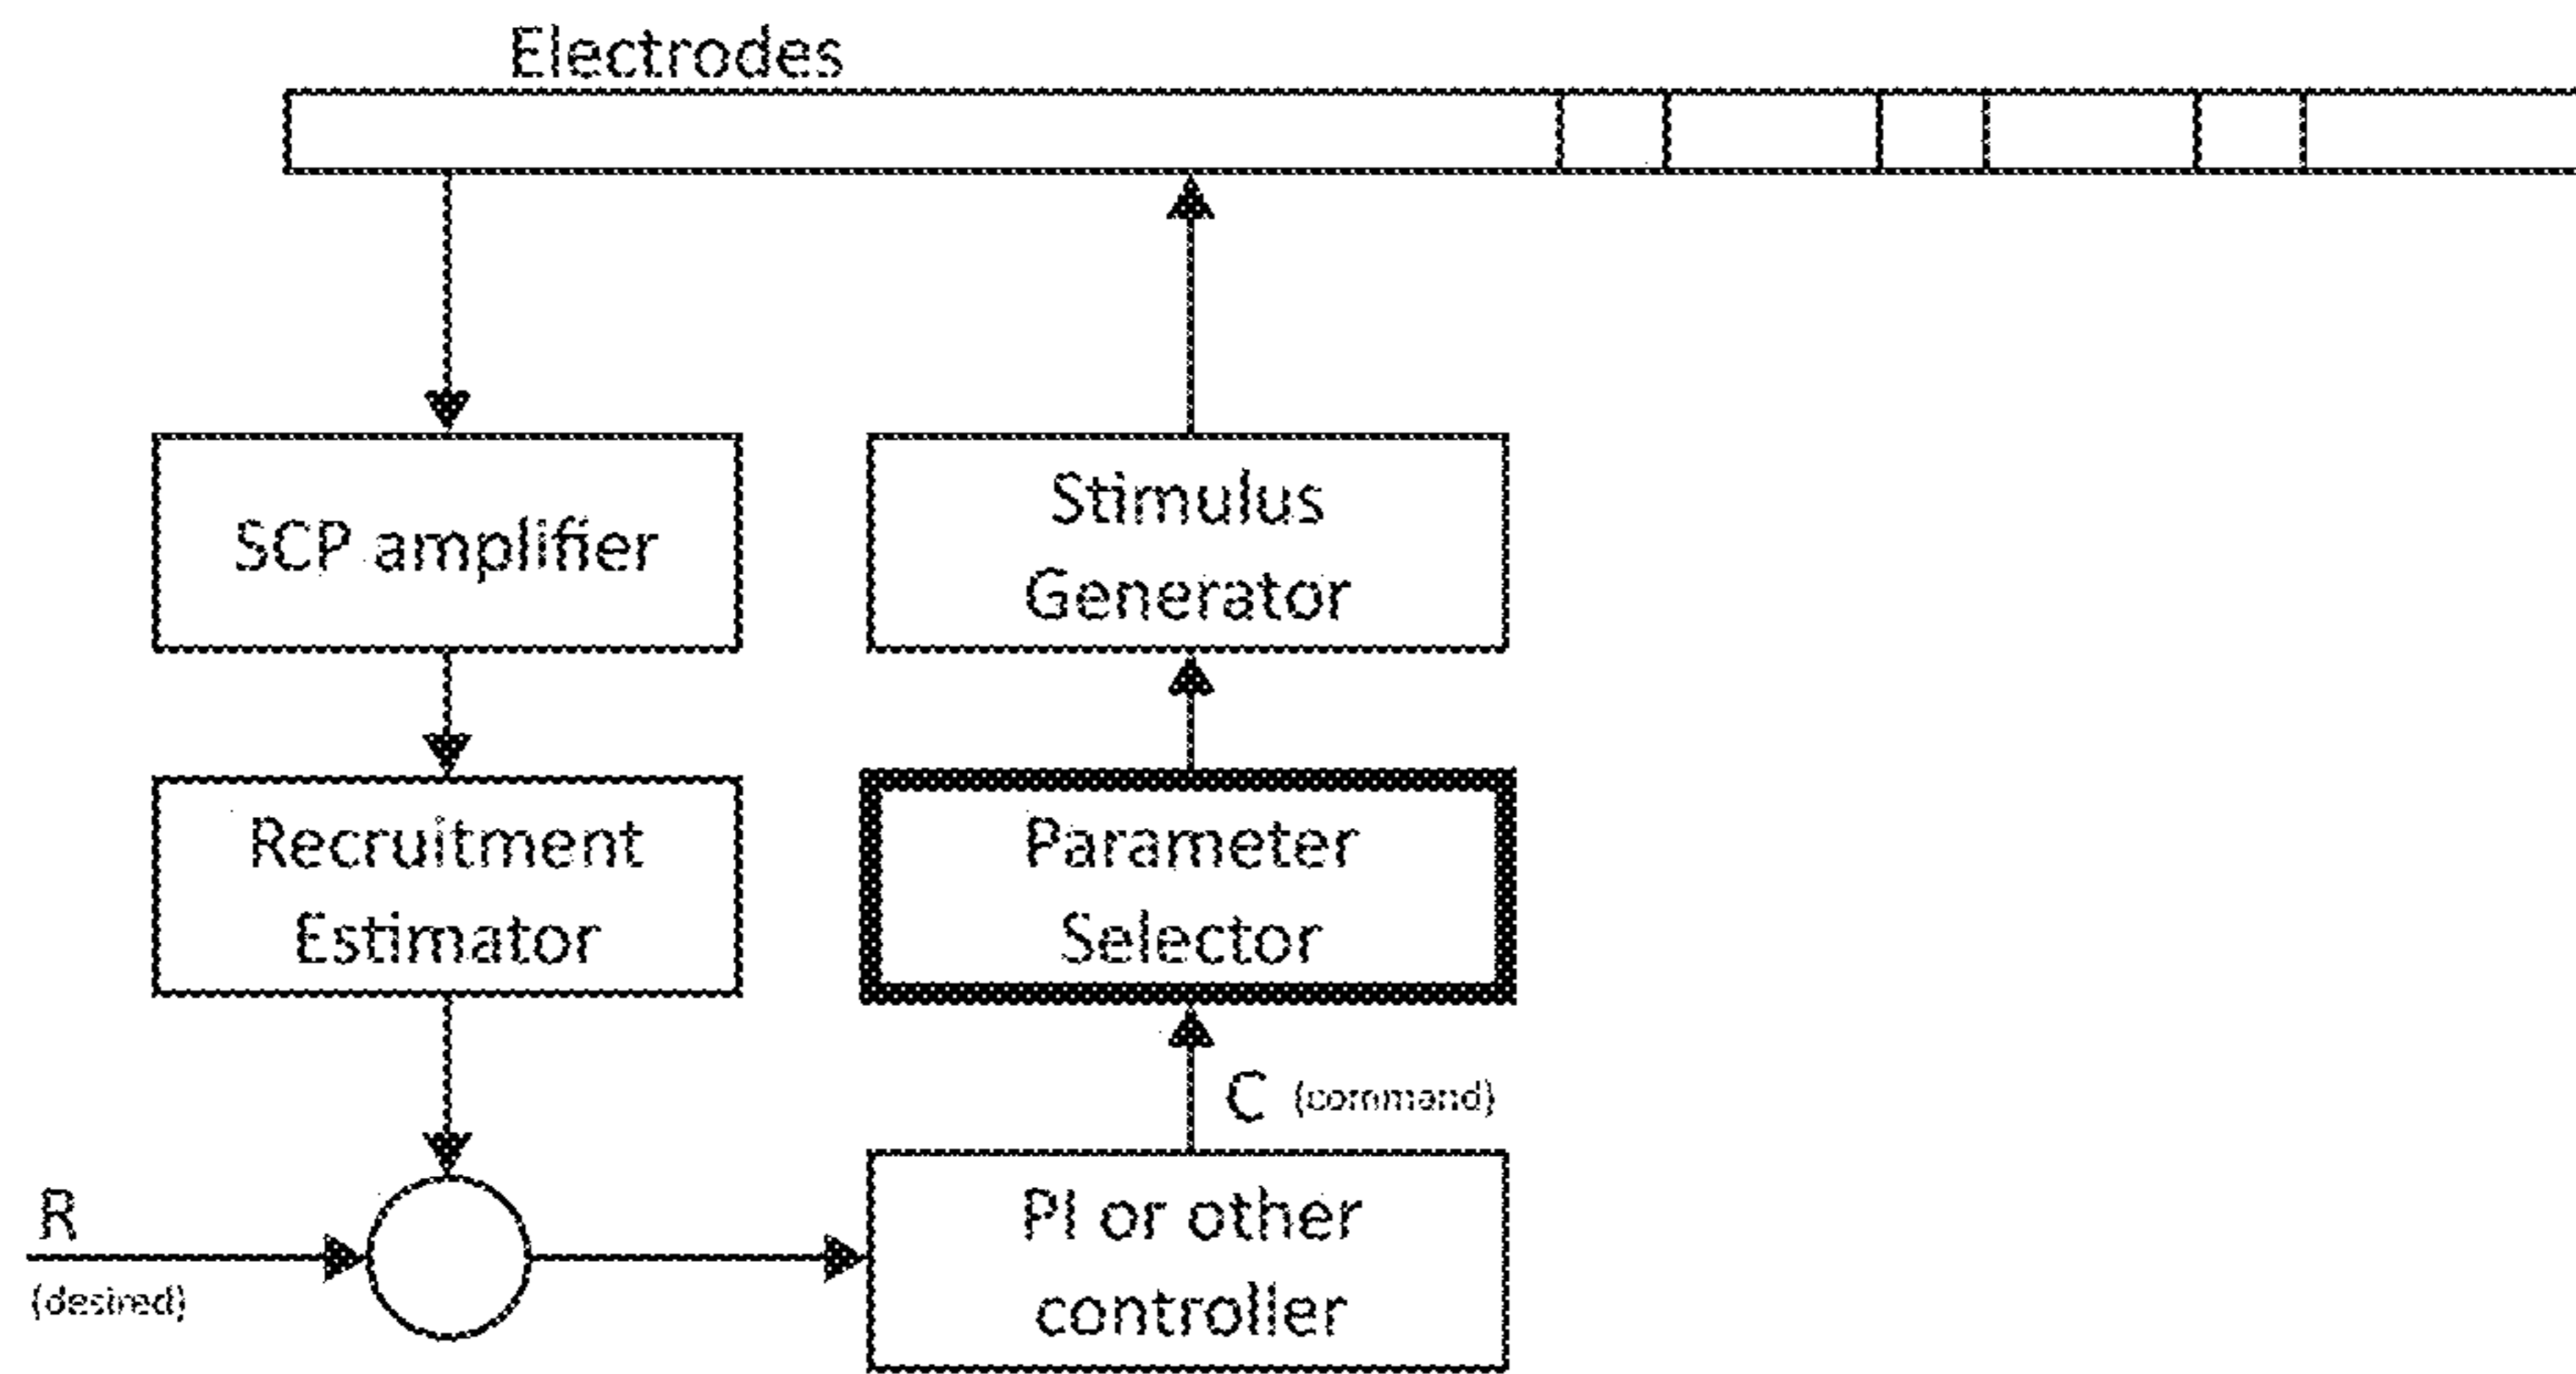 Electrodes
SCP amplifier
Stimulus
Generator
Recruitment
Estimator
Parameter
Selector
C (command)
R
(desired)
PI or other
controller